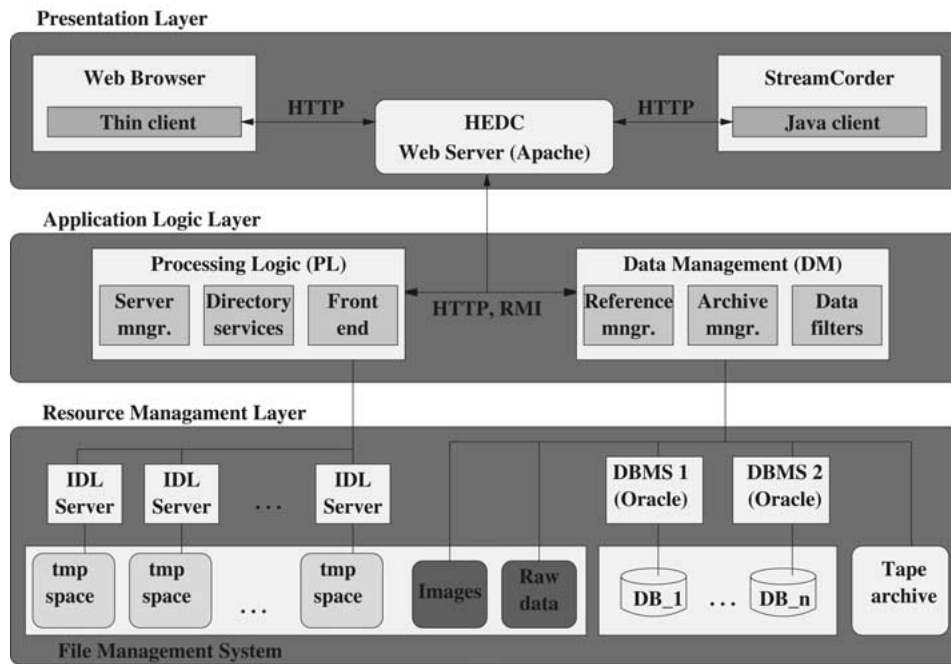 Presentation Layer
Web Browser
Thin client
HTTP
HEDC
Web Server (Apache)
HTTP
StreamCorder
Java client
Application Logic Layer
Processing Logic (PL)
Server
mngr.
Directory
services
Front
end
HTTP, RMI
Data Management (DM)
Reference
mngr.
Archive
mngr.
Data
filters
Resource Managament Layer
IDL
Server
IDL
Server
. . .
IDL
Server
DBMS 1
(Oracle)
DBMS 2
(Oracle)
tmp
space
tmp
space
...
tmp
space
Images
Raw
data
DB_1
...
DB_n
Tape
archive
File Management System